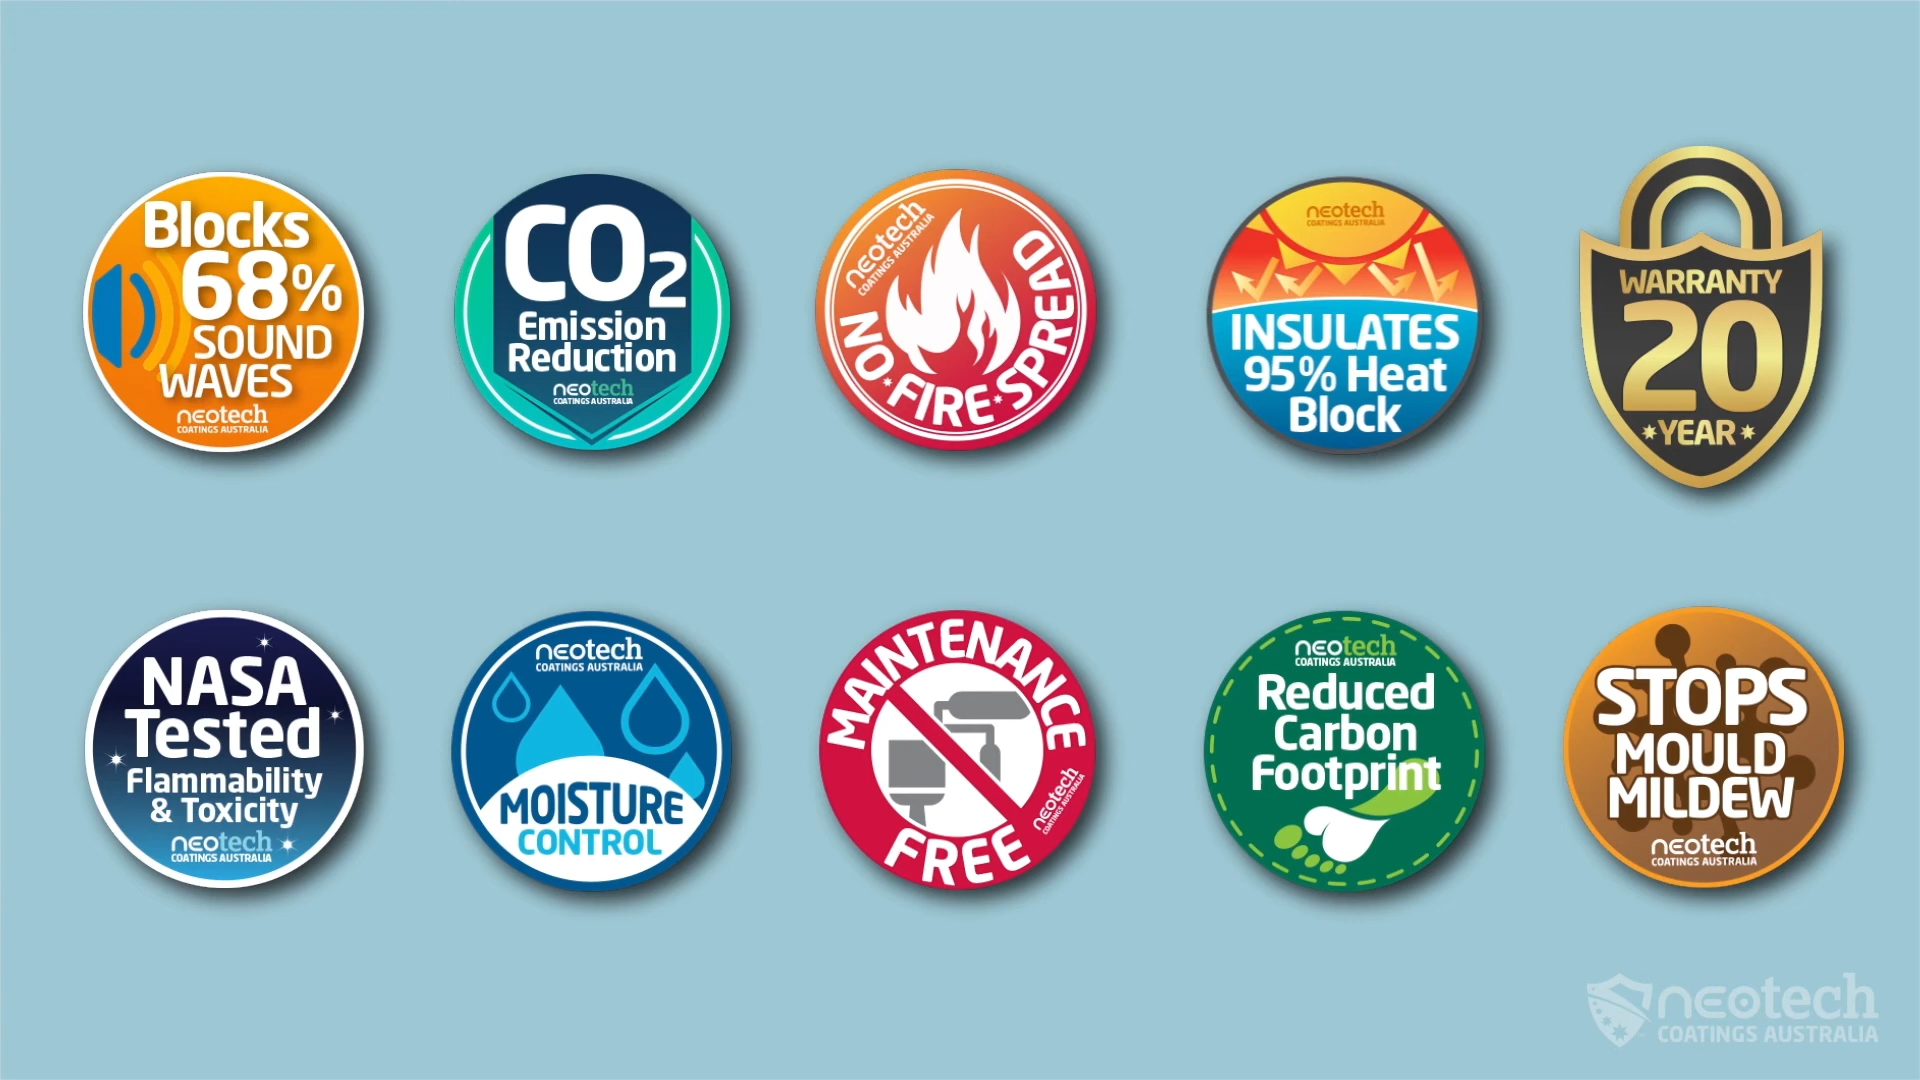 Blocks
68%
SOUND
WAVES
neotech
COATINGS AUSTRALIA
CO2
Emission
Reduction
neotech
COATINGS AUSTRALIA
neotech
COATINGS AUSTRALIA
NO*FIRE*SPREAD
neotech
COATINGS AUSTRALIA
INSULATES
95% Heat
Block
WARRANTY
20
*YEAR*
NASA
Tested
Flammability
& Toxicity
neotech
COATINGS AUSTRALIA
neotech
COATINGS AUSTRALIA
MOISTURE
CONTROL
MAINTENANCE
neotech
COATINGS AUSTRALIA
FREE
neotech
COATINGS AUSTRALIA
Reduced
Carbon
Footprint
STOPS
MOULD
MILDEW
neotech
COATINGS AUSTRALIA
neotech
COATINGS AUSTRALIA